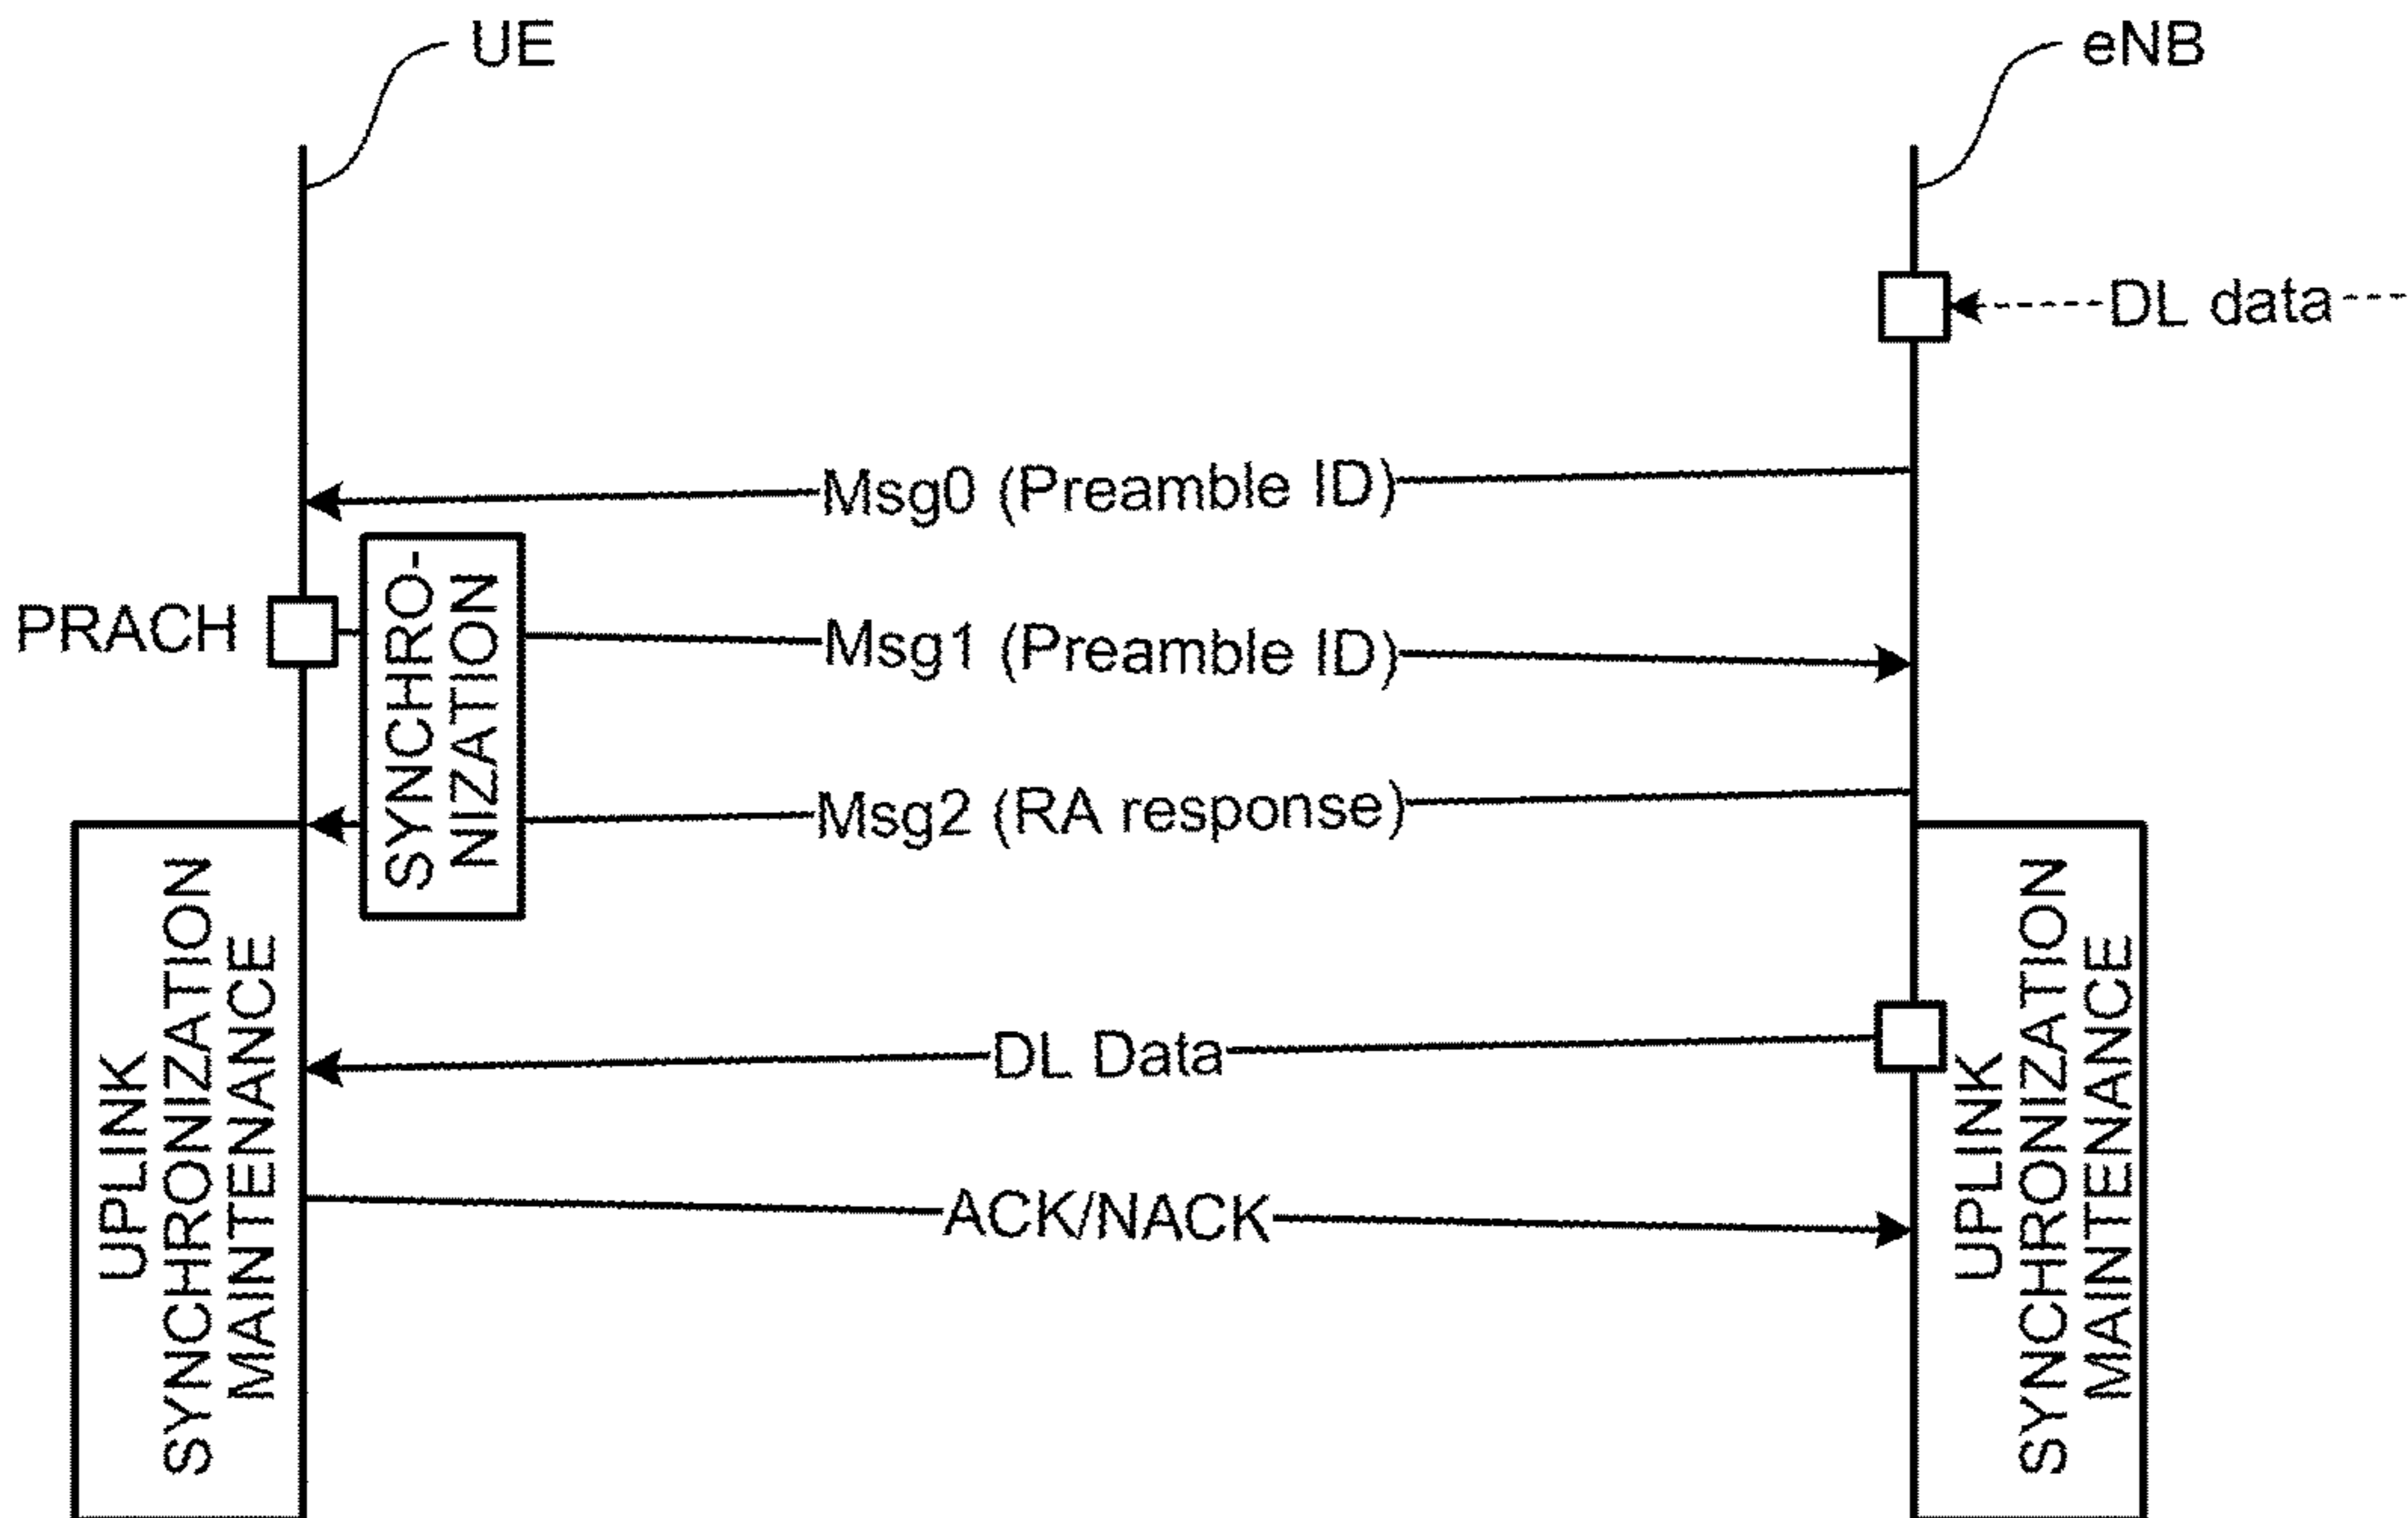 UE
eNB
DL data
Msg0 (Preamble ID)
SYNCHRO-
NIZATION
PRACH
Msg1 (Preamble ID)
Msg2 (RA response)
UPLINK
SYNCHRONIZATION
MAINTENANCE
UPLINK
SYNCHRONIZATION
MAINTENANCE
DL Data
ACK/NACK